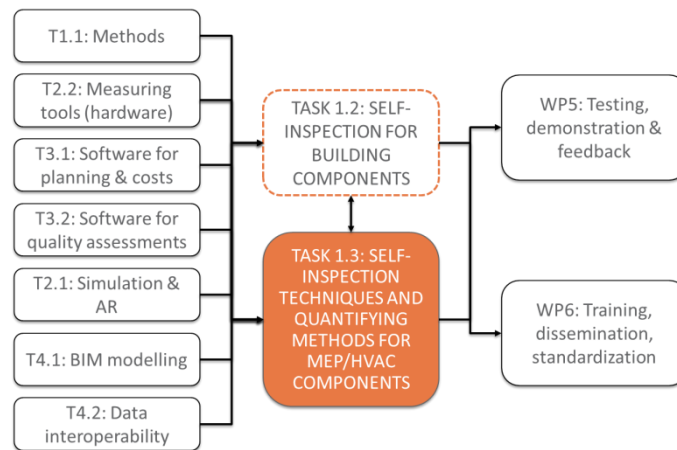 T1.1: Methods
T2.2: Measuring
tools (hardware)
T3.1: Software for
planning & costs
T3.2: Software for
quality assessments
T2.1: Simulation &
AR
T4.1: BIM modelling
T4.2: Data
interoperability
TASK 1.2: SELF-
INSPECTION FOR
BUILDING
COMPONENTS
TASK 1.3: SELF-
INSPECTION
TECHNIQUES AND
QUANTIFYING
METHODS FOR
MEP/HVAC
COMPONENTS
WP5: Testing,
demonstration &
feedback
WP6: Training,
dissemination,
standardization